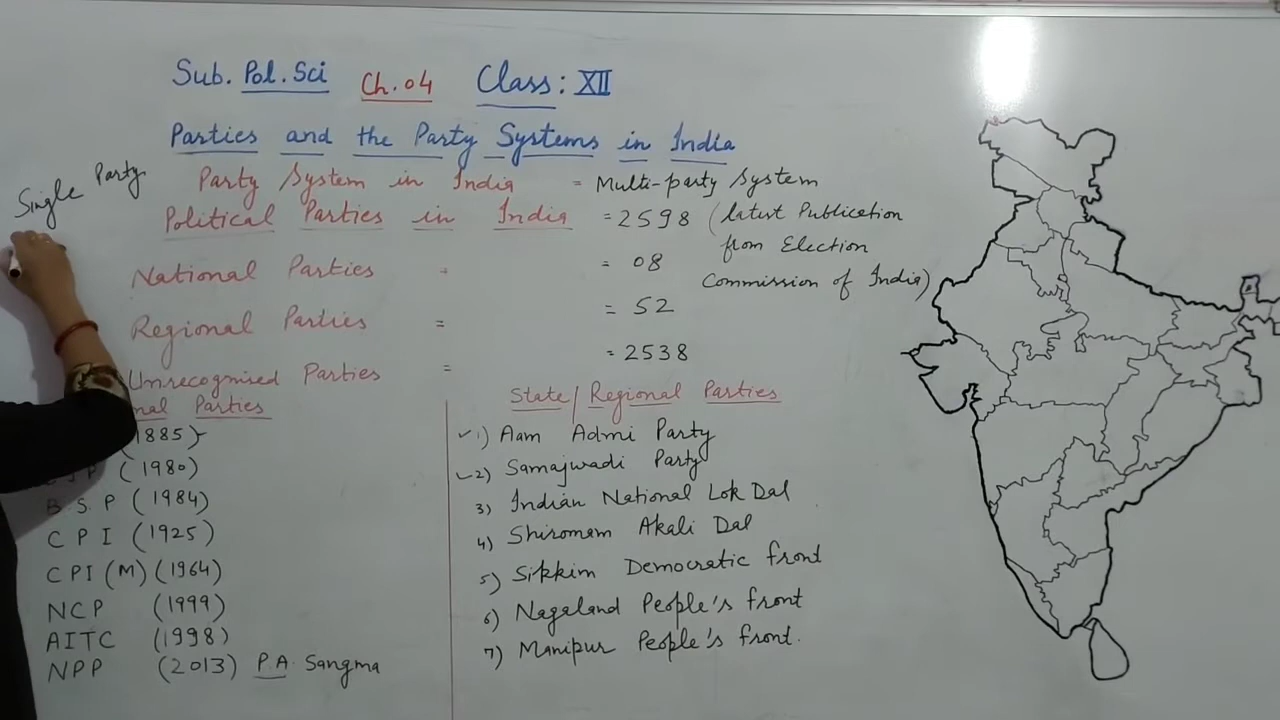 Sub. Pol. Sci Ch. 04 Class: XII
Parties and the Party Systems in India
Single Party
Party System in India = Multi-party System
Political Parties in India = 2598 (latest Publication
from Election
Commission of India)
National Parties = 08
Regional Parties = = 52
Unrecognised Parties = = 2538
Parties
1885)
(1980)
B.S.P (1984)
CPI (1925)
CPI (M) (1964)
NCP (1999)
AITC (1998)
NPP (2013) P.A. Sangma
State/Regional Parties
1) Aam Admi Party
2) Samajwadi Party
3) Indian National Lok Dal
4) Shiromani Akali Dal
5) Sikkim Democratic front
6) Nagaland People's front
7) Manipur People's front.